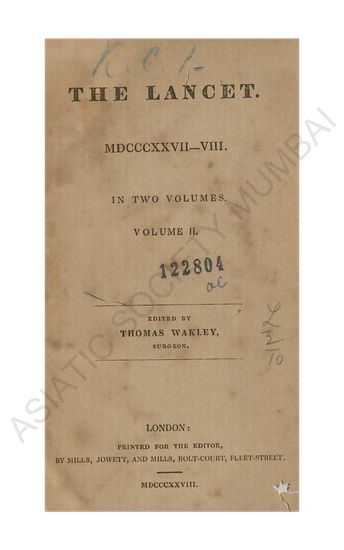 K.C.L
THE LANCET.
MDCCCXXVII—VIII.
IN TWO VOLUMES.
VOLUME II.
122804
EDITED BY
THOMAS WAKLEY,
SURGEON.
LONDON:
PRINTED FOR THE EDITOR,
BY MILLS, JOWETT, AND MILLS, BOLT-COURT, FLEET-STREET.
MDCCCXXVIII.
ASIATIC SOCIETY MUMBAI